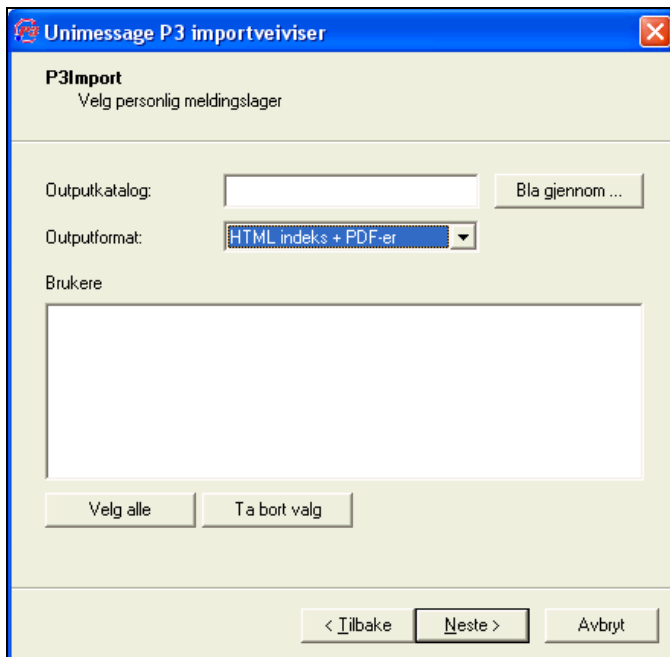 Unimessage P3 importveiviser
P3Import
Velg personlig meldingslager
Outputkatalog:
Bla gjennom ...
Outputformat:
HTML indeks + PDF-er
Brukere
Velg alle
Ta bort valg
< Tilbake
Neste >
Avbryt